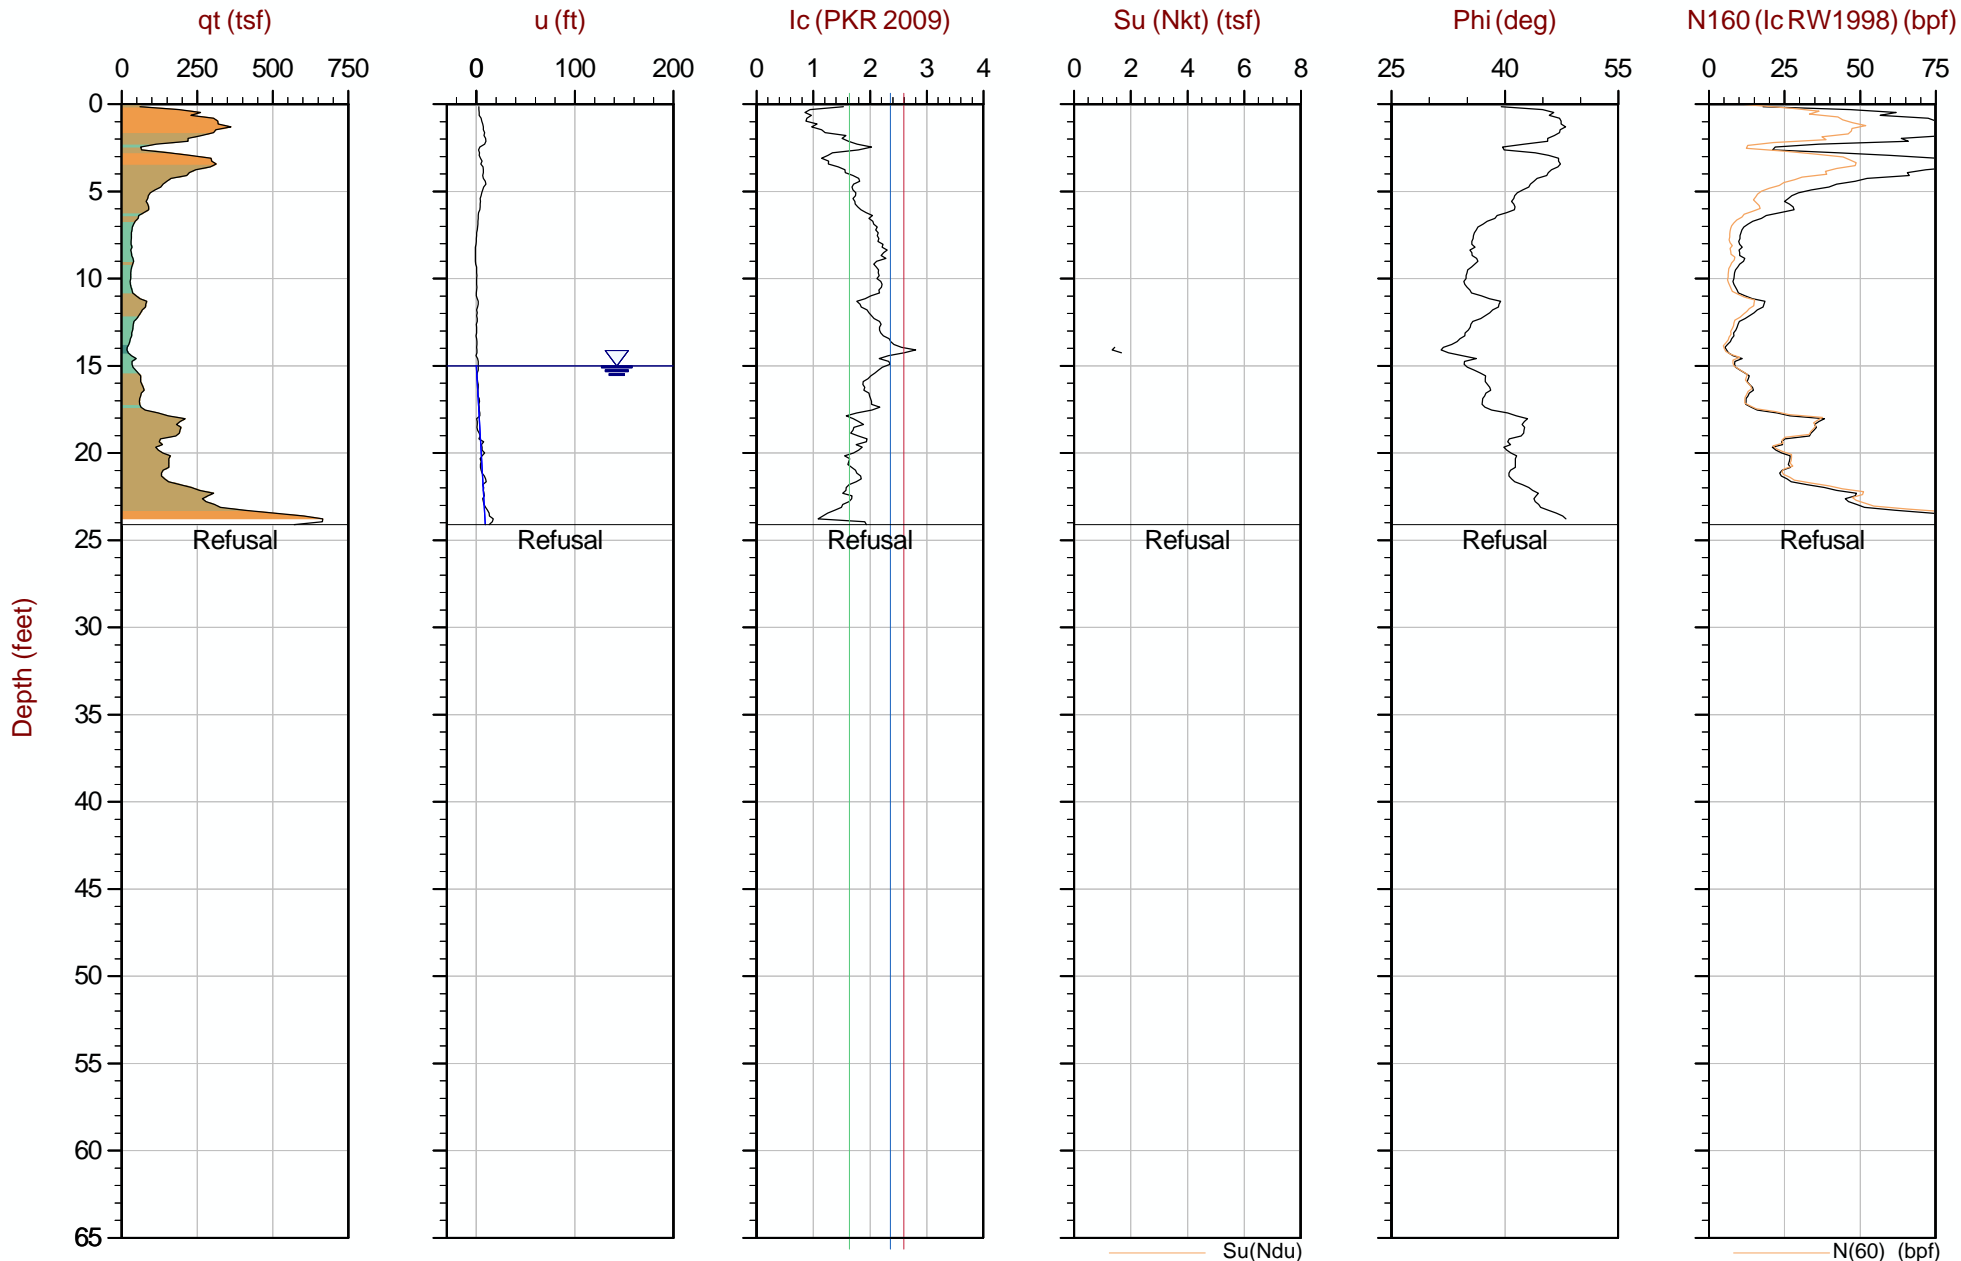 qt (tsf) u (ft) Ic (PKR 2009) Su (Nkt) (tsf) Phi (deg) N160 (Ic RW1998) (bpf)
0 250 500 750 0 100 200 0 1 2 3 4 0 2 4 6 8 25 40 55 0 25 50 75
0
5
10
15
20
25
Refusal Refusal Refusal Refusal Refusal Refusal
Depth (feet)
30
35
40
45
50
55
60
65
Su(Ndu) N(60) (bpf)